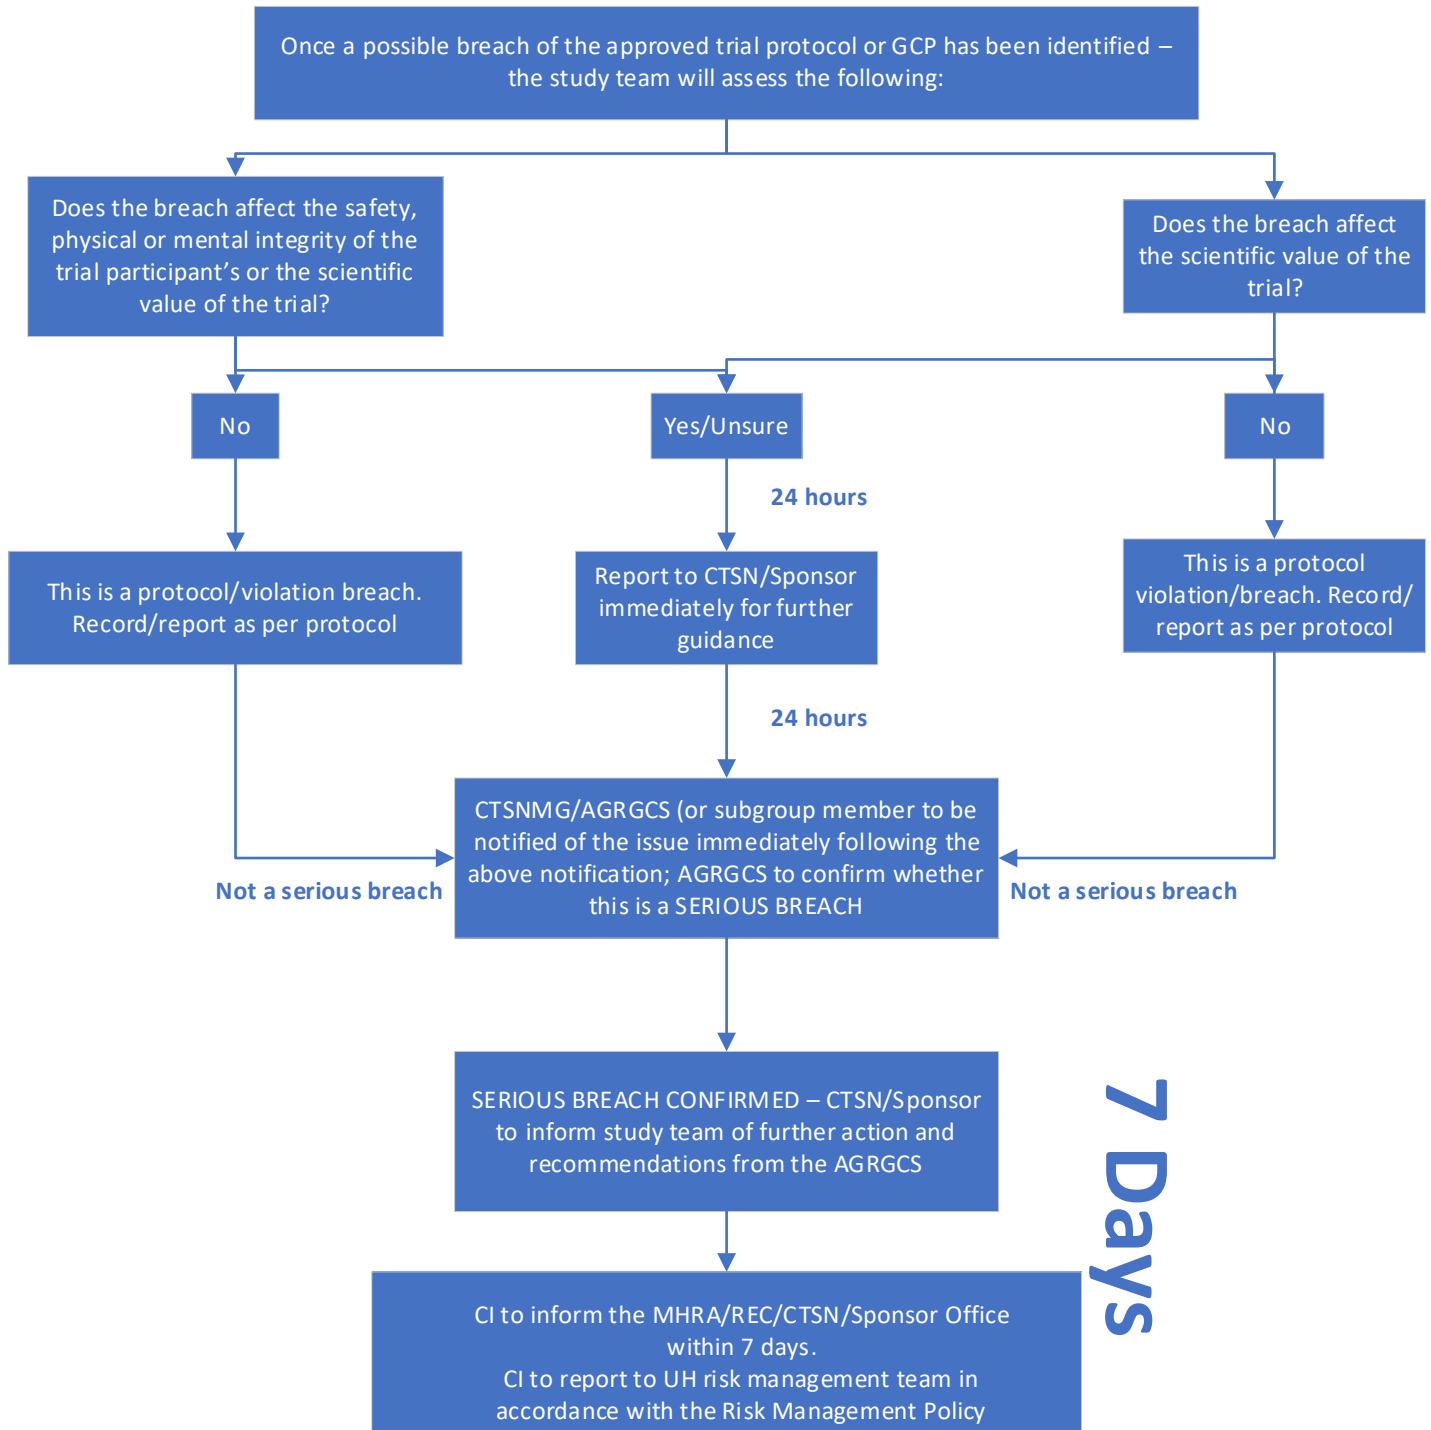 Once a possible breach of the approved trial protocol or GCP has been identified –
the study team will assess the following:
Does the breach affect the safety,
physical or mental integrity of the
trial participant's or the scientific
value of the trial?
Does the breach affect
the scientific value of the
trial?
No
Yes/Unsure
No
24 hours
This is a protocol/violation breach.
Record/report as per protocol
Report to CTSN/Sponsor
immediately for further
guidance
This is a protocol
violation/breach. Record/
report as per protocol
24 hours
CTSNMG/AGRGCS (or subgroup member to be
notified of the issue immediately following the
above notification; AGRGCS to confirm whether
this is a SERIOUS BREACH
Not a serious breach
Not a serious breach
SERIOUS BREACH CONFIRMED – CTSN/Sponsor
to inform study team of further action and
recommendations from the AGRGCS
7 Days
CI to inform the MHRA/REC/CTSN/Sponsor Office
within 7 days.
CI to report to UH risk management team in
accordance with the Risk Management Policy